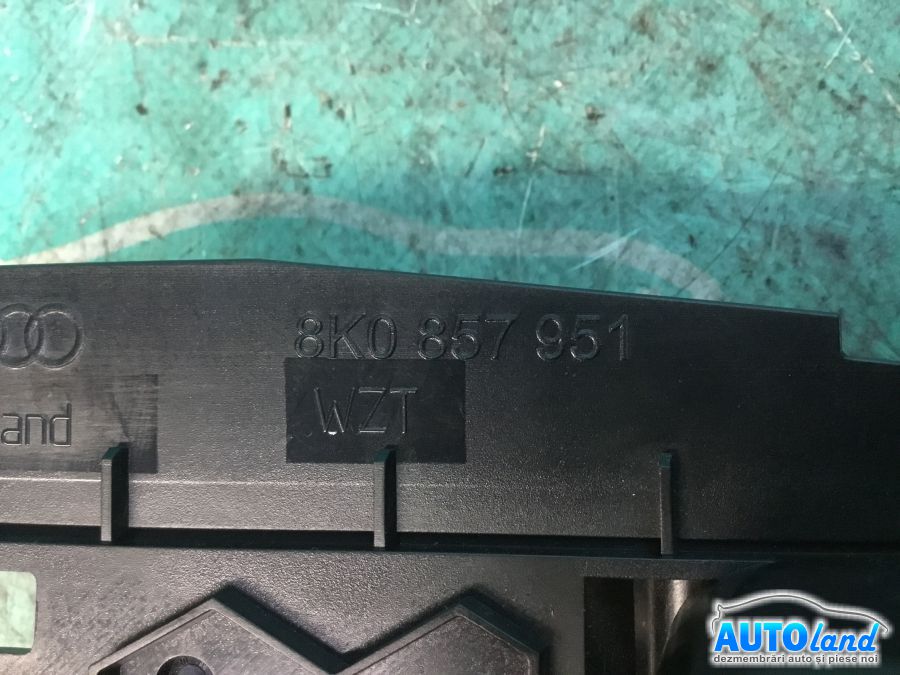 8K0 857 951
and WZT
AUTOland
dezmembrări auto și piese noi